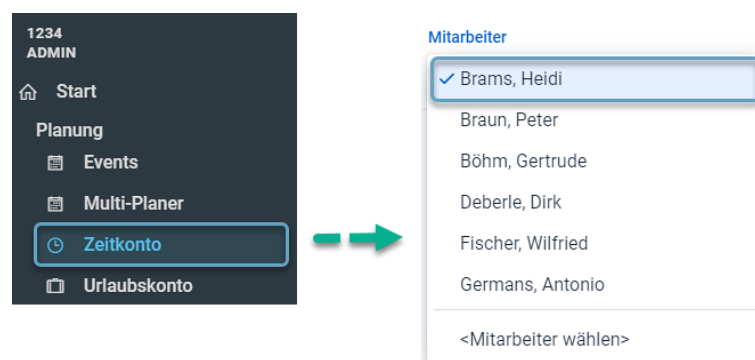 1234
ADMIN
Start
Planung
Events
Multi-Planer
Zeitkonto
Urlaubskonto
Mitarbeiter
Brams, Heidi
Braun, Peter
Böhm, Gertrude
Deberle, Dirk
Fischer, Wilfried
Germans, Antonio
<Mitarbeiter wählen>